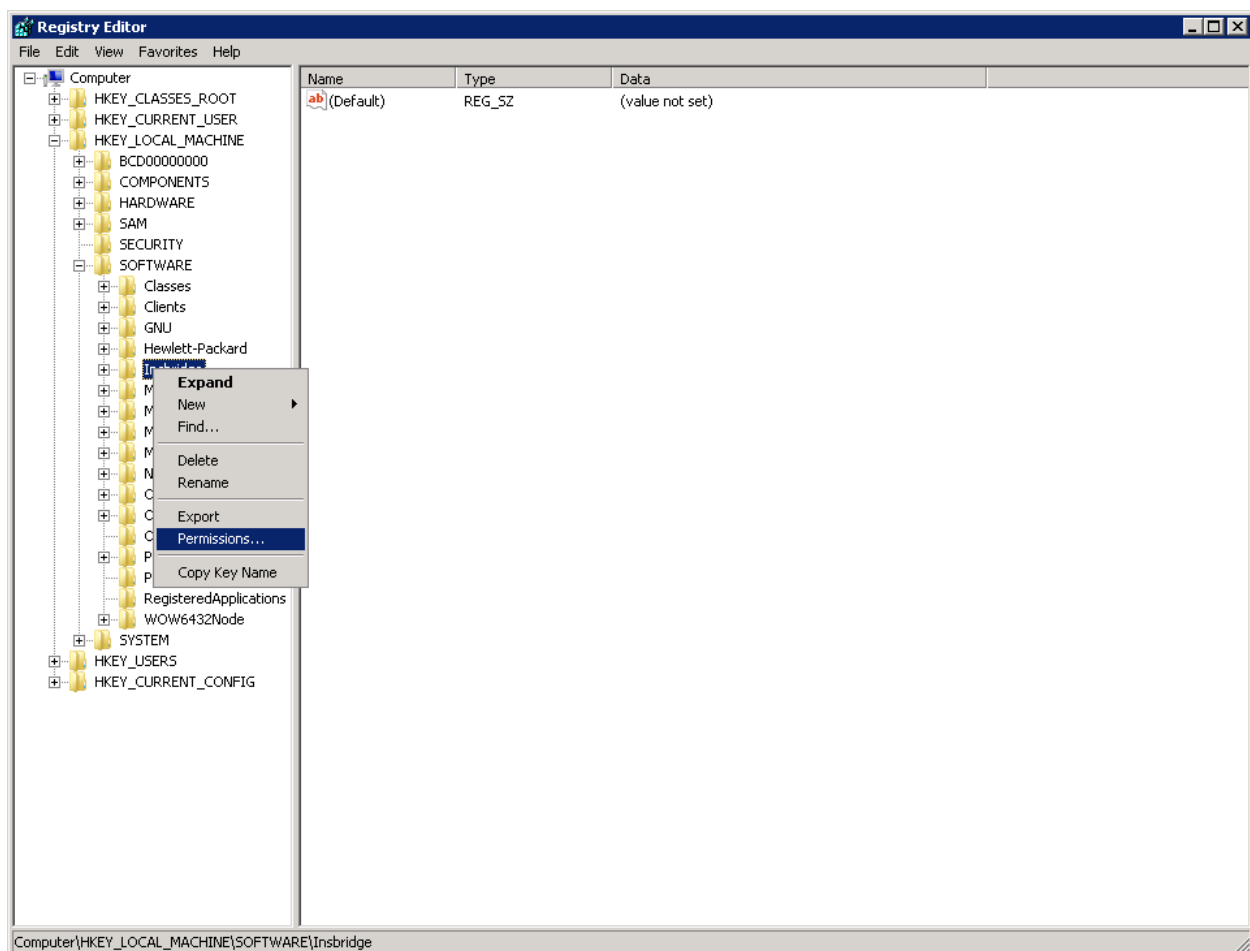 Registry Editor
File Edit View Favorites Help
Computer
HKEY_CLASSES_ROOT
HKEY_CURRENT_USER
HKEY_LOCAL_MACHINE
BCD00000000
COMPONENTS
HARDWARE
SAM
SECURITY
SOFTWARE
Classes
Clients
GNU
Hewlett-Packard
Insbridge
M
M
M
M
N
O
O
O
P
P
RegisteredApplications
WOW6432Node
SYSTEM
HKEY_USERS
HKEY_CURRENT_CONFIG
Expand
New
Find...
Delete
Rename
Export
Permissions...
Copy Key Name
Name Type Data
ab (Default) REG_SZ (value not set)
Computer\HKEY_LOCAL_MACHINE\SOFTWARE\Insbridge